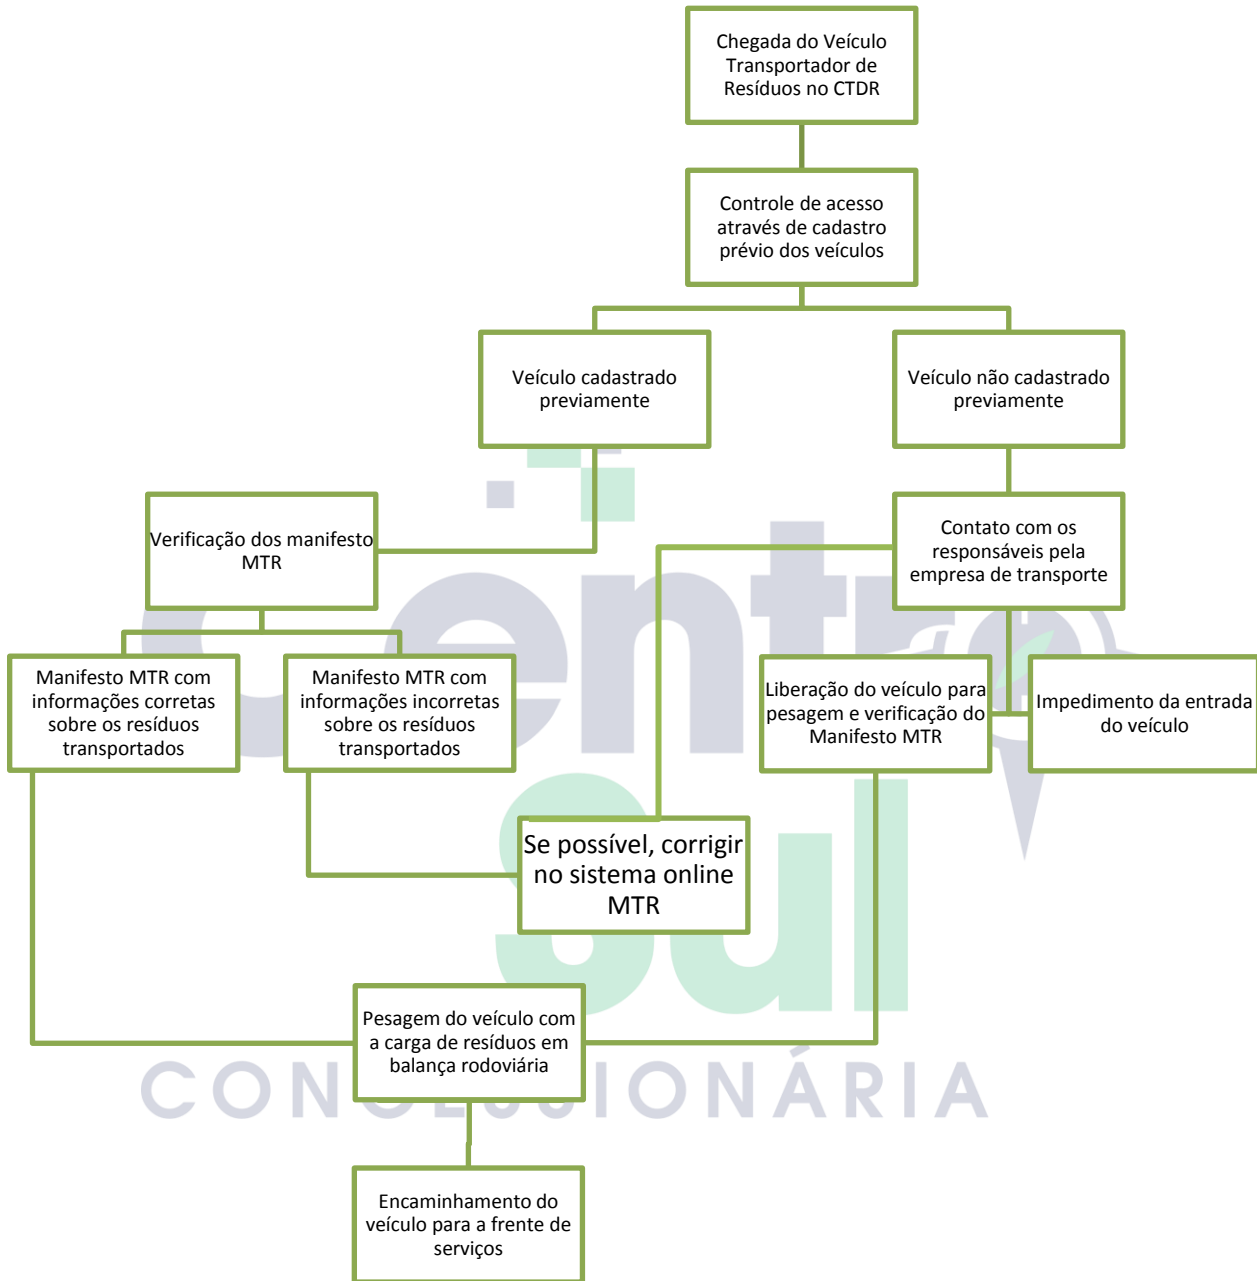 Chegada do Veículo
Transportador de
Resíduos no CTDR
Controle de acesso
através de cadastro
prévio dos veículos
Veículo cadastrado
previamente
Veículo não cadastrado
previamente
Verificação dos manifesto
MTR
Contato com os
responsáveis pela
empresa de transporte
Manifesto MTR com
informações corretas
sobre os resíduos
transportados
Manifesto MTR com
informações incorretas
sobre os resíduos
transportados
Liberação do veículo para
pesagem e verificação do
Manifesto MTR
Impedimento da entrada
do veículo
Se possível, corrigir
no sistema online
MTR
Pesagem do veículo com
a carga de resíduos em
balança rodoviária
Encaminhamento do
veículo para a frente de
serviços
Centro
Sul
CONCESSIONÁRIA